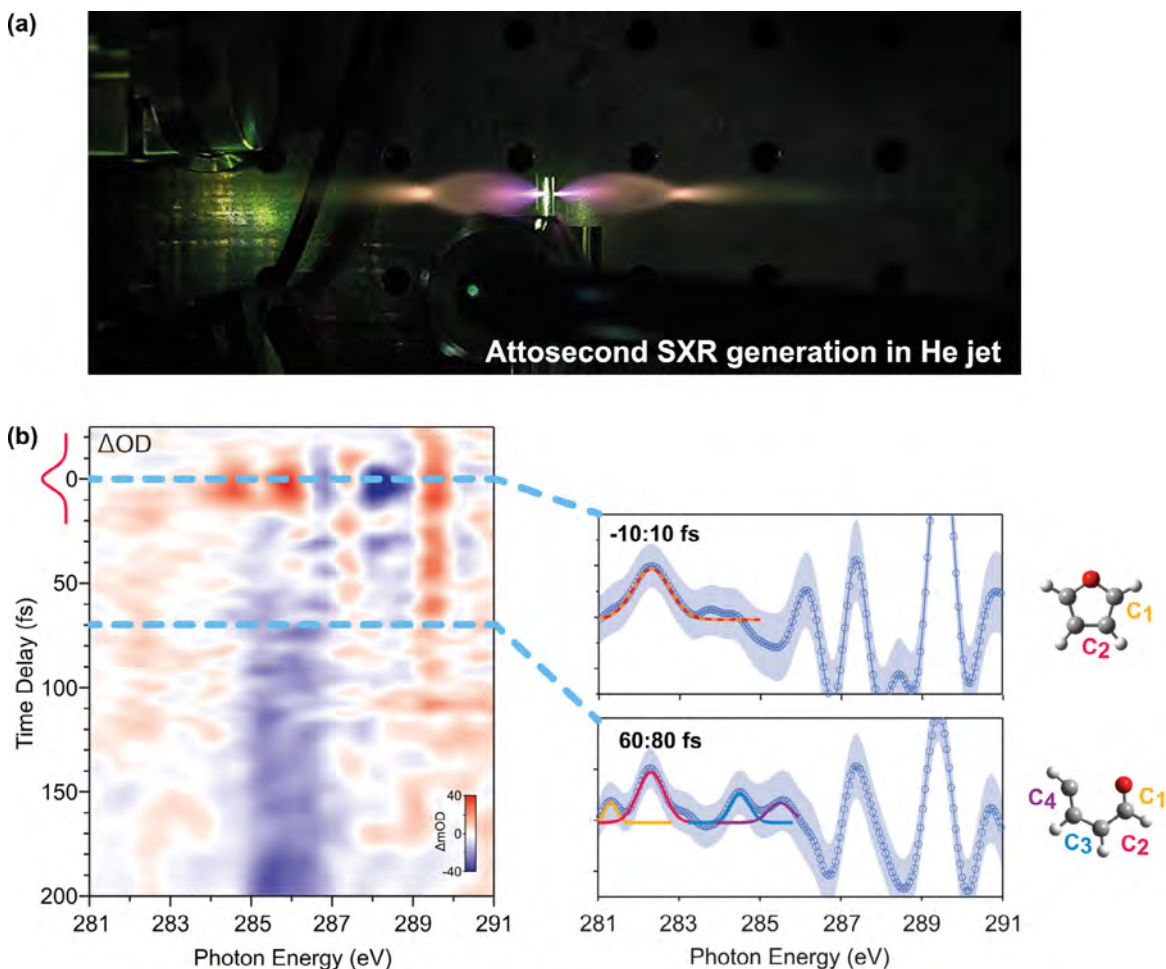 (a)
Attosecond SXR generation in He jet
(b)
ΔOD
0
50
100
150
200
Time Delay (fs)
40
0
-40
ΔmOD
281 283 285 287 289 291
Photon Energy (eV)
-10:10 fs
C1
C2
60:80 fs
C4
C1
C3
C2
281 283 285 287 289 291
Photon Energy (eV)